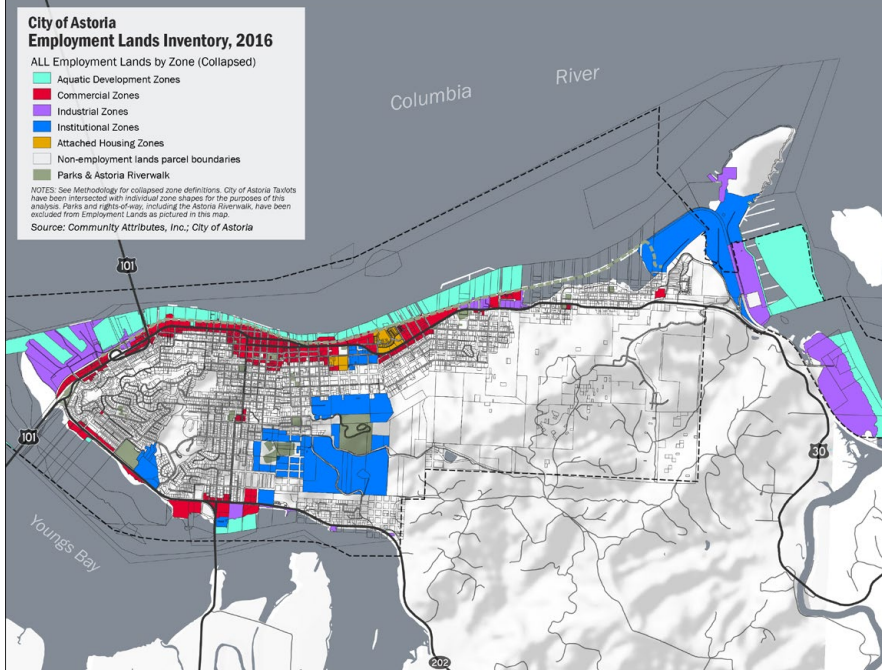 City of Astoria
Employment Lands Inventory, 2016
ALL Employment Lands by Zone (Collapsed)
Aquatic Development Zones
Commercial Zones
Industrial Zones
Institutional Zones
Attached Housing Zones
Non-employment lands parcel boundaries
Parks & Astoria Riverwalk
NOTES: See Methodology for collapsed zone definitions. City of Astoria Taxlots
have been intersected with individual zone shapes for the purposes of this
analysis. Parks and rights-of-way, including the Astoria Riverwalk, have been
excluded from Employment Lands as pictured in this map.
Source: Community Attributes, Inc.; City of Astoria
Columbia River
101
101
30
Youngs Bay
202